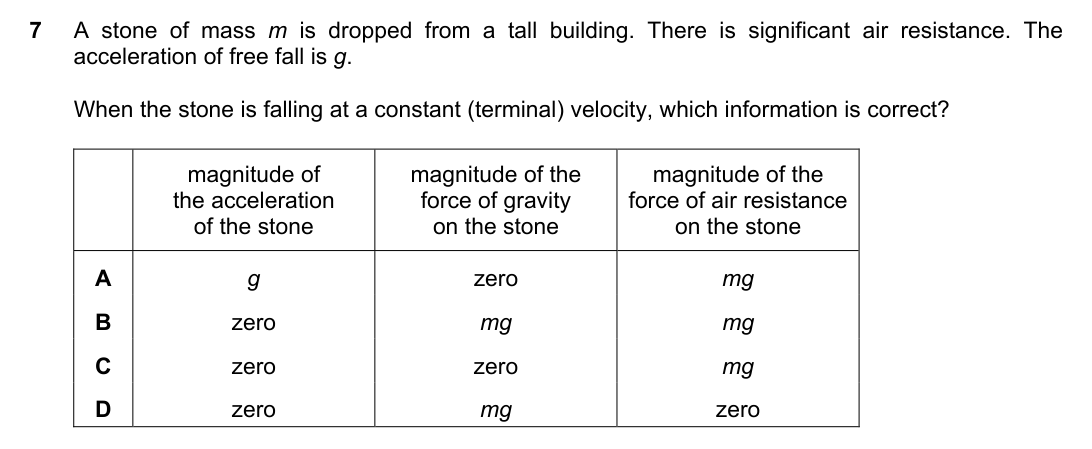 7 A stone of mass m is dropped from a tall building. There is significant air resistance. The
acceleration of free fall is g.
When the stone is falling at a constant (terminal) velocity, which information is correct?
magnitude of the acceleration of the stone magnitude of the force of gravity on the stone magnitude of the force of air resistance on the stone
A g zero mg
B zero mg mg
C zero zero mg
D zero mg zero